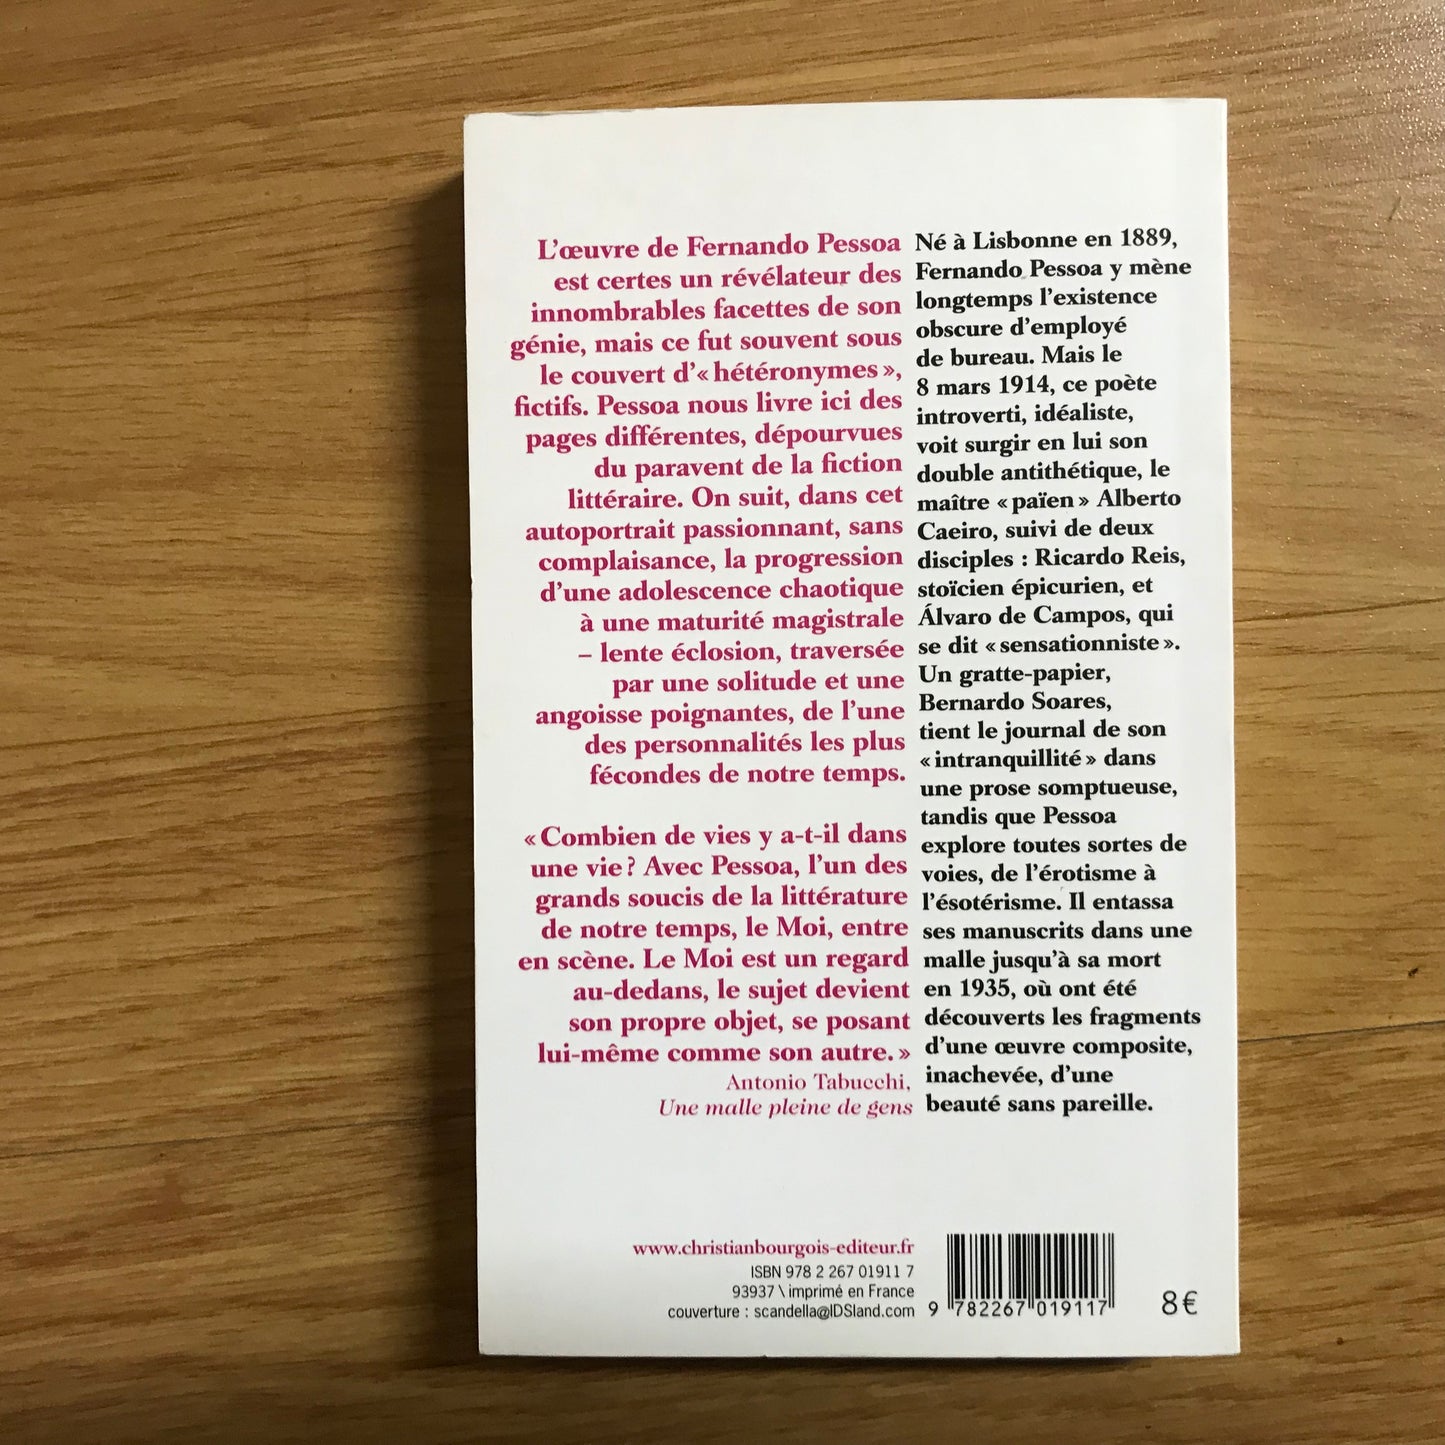 L'œuvre de Fernando Pessoa
est certes un révélateur des
innombrables facettes de son
génie, mais ce fut souvent sous
le couvert d'« hétéronymes »,
fictifs. Pessoa nous livre ici des
pages différentes, dépourvues
du paravent de la fiction
littéraire. On suit, dans cet
autoportrait passionnant, sans
complaisance, la progression
d'une adolescence chaotique
à une maturité magistrale
– lente éclosion, traversée
par une solitude et une
angoisse poignantes, de l'une
des personnalités les plus
fécondes de notre temps.
« Combien de vies y a-t-il dans
une vie ? Avec Pessoa, l'un des
grands soucis de la littérature
de notre temps, le Moi, entre
en scène. Le Moi est un regard
au-dedans, le sujet devient
son propre objet, se posant
lui-même comme son autre. »
Antonio Tabucchi,
Une malle pleine de gens
Né à Lisbonne en 1889,
Fernando Pessoa y mène
longtemps l'existence
obscure d'employé
de bureau. Mais le
8 mars 1914, ce poète
introverti, idéaliste,
voit surgir en lui son
double antithétique, le
maître « païen » Alberto
Caeiro, suivi de deux
disciples : Ricardo Reis,
stoïcien épicurien, et
Álvaro de Campos, qui
se dit « sensationniste ».
Un gratte-papier,
Bernardo Soares,
tient le journal de son
« intranquillité » dans
une prose somptueuse,
tandis que Pessoa
explore toutes sortes de
voies, de l'érotisme à
l'ésotérisme. Il entassa
ses manuscrits dans une
malle jusqu'à sa mort
en 1935, où ont été
découverts les fragments
d'une œuvre composite,
inachevée, d'une
beauté sans pareille.
www.christianbourgois-editeur.fr
ISBN 978 2 267 01911 7
93937 \ imprimé en France
couverture : scandella@IDSland.com
9 782267 019117
8 €